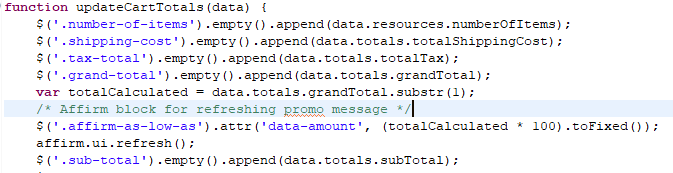 function updateCartTotals(data) {
$('.number-of-items').empty().append(data.resources.numberOfItems);
$('.shipping-cost').empty().append(data.totals.totalShippingCost);
$('.tax-total').empty().append(data.totals.totalTax);
$('.grand-total').empty().append(data.totals.grandTotal);
var totalCalculated = data.totals.grandTotal.substr(1);
/* Affirm block for refreshing promo message */
$('.affirm-as-low-as').attr('data-amount', (totalCalculated * 100).toFixed());
affirm.ui.refresh();
$('.sub-total').empty().append(data.totals.subTotal);